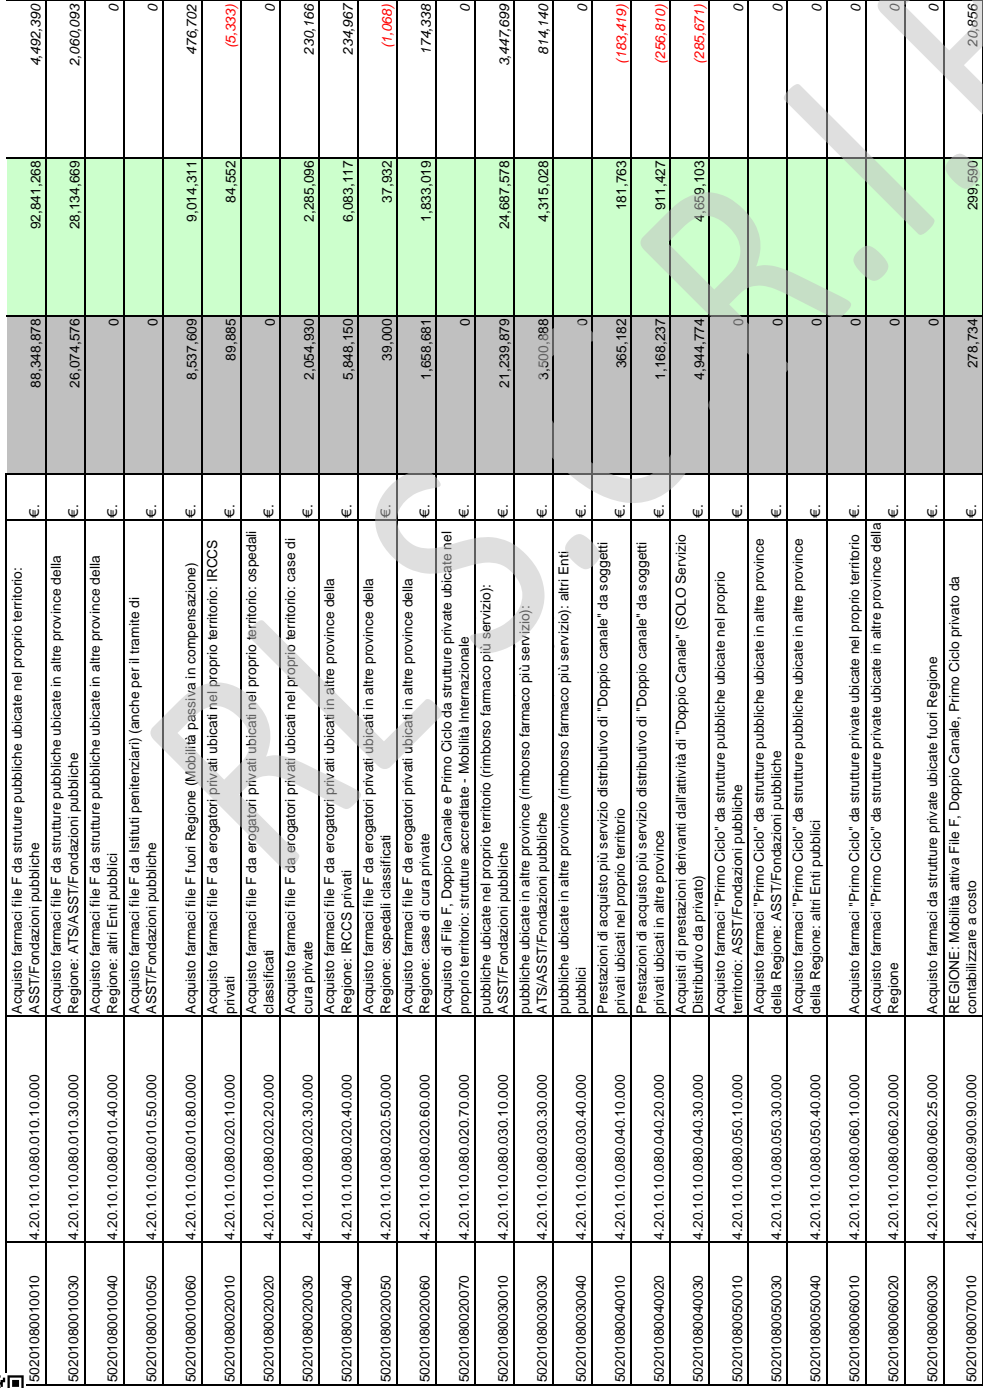 50201080010010 4.20.10.10.080.010.10.000 Acquisto farmaci file F da struture pubbliche ubicate nel proprio territorio: €. 88,348,878 92,841,268 4,492,390
ASST/Fondazioni pubbliche
50201080010030 4.20.10.10.080.010.30.000 Acquisto farmaci file F da strutture pubbliche ubicate in altre province della €. 26,074,576 28,134,669 2,060,093
Regione: ATS/ASST/Fondazioni pubbliche
50201080010040 4.20.10.10.080.010.40.000 Acquisto farmaci file F da strutture pubbliche ubicate in altre province della €. 0 0
Regione: altri Enti pubblici
50201080010050 4.20.10.10.080.010.50.000 Acquisto farmaci file F da Istituti penitenziari) (anche per il tramite di €. 0 0
ASST/Fondazioni pubbliche
50201080010060 4.20.10.10.080.010.80.000 Acquisto farmaci file F fuori Regione (Mobilità passiva in compensazione) €. 8,537,609 9,014,311 476,702
50201080020010 4.20.10.10.080.020.10.000 Acquisto farmaci file F da erogatori privati ubicati nel proprio territorio: IRCCS €. 89,885 84,552 (5,333)
privati
50201080020020 4.20.10.10.080.020.20.000 Acquisto farmaci file F da erogatori privati ubicati nel proprio territorio: ospedali €. 0 0
classificati
50201080020030 4.20.10.10.080.020.30.000 Acquisto farmaci file F da erogatori privati ubicati nel proprio territorio: case di €. 2,054,930 2,285,096 230,166
cura private
50201080020040 4.20.10.10.080.020.40.000 Acquisto farmaci file F da erogatori privati ubicati in altre province della €. 5,848,150 6,083,117 234,967
Regione: IRCCS privati
50201080020050 4.20.10.10.080.020.50.000 Acquisto farmaci file F da erogatori privati ubicati in altre province della €. 39,000 37,932 (1,068)
Regione: ospedali classificati
50201080020060 4.20.10.10.080.020.60.000 Acquisto farmaci file F da erogatori privati ubicati in altre province della €. 1,658,681 1,833,019 174,338
Regione: case di cura private
50201080020070 4.20.10.10.080.020.70.000 Acquisto di File F, Doppio Canale e Primo Ciclo da strutture private ubicate nel €. 0 0
proprio territorio: strutture accreditate - Mobilità Internazionale
50201080030010 4.20.10.10.080.030.10.000 pubbliche ubicate nel proprio territorio (rimborso farmaco più servizio): €. 21,239,879 24,687,578 3,447,699
ASST/Fondazioni pubbliche
50201080030030 4.20.10.10.080.030.30.000 pubbliche ubicate in altre province (rimborso farmaco più servizio): €. 3,500,888 4,315,028 814,140
ATS/ASST/Fondazioni pubbliche
50201080030040 4.20.10.10.080.030.40.000 pubbliche ubicate in altre province (rimborso farmaco più servizio): altri Enti €. 0 0
pubblici
50201080040010 4.20.10.10.080.040.10.000 Prestazioni di acquisto più servizio distributivo di "Doppio canale" da soggetti €. 365,182 181,763 (183,419)
privati ubicati nel proprio territorio
50201080040020 4.20.10.10.080.040.20.000 Prestazioni di acquisto più servizio distributivo di "Doppio canale" da soggetti €. 1,168,237 911,427 (256,810)
privati ubicati in altre province
50201080040030 4.20.10.10.080.040.30.000 Acquisti di prestazioni derivanti dall'attività di "Doppio Canale" (SOLO Servizio €. 4,944,774 4,659,103 (285,671)
Distributivo da privato)
50201080050010 4.20.10.10.080.050.10.000 Acquisto farmaci "Primo Ciclo" da strutture pubbliche ubicate nel proprio €. 0 0
territorio: ASST/Fondazioni pubbliche
50201080050030 4.20.10.10.080.050.30.000 Acquisto farmaci "Primo Ciclo" da strutture pubbliche ubicate in altre province €. 0 0
della Regione: ASST/Fondazioni pubbliche
50201080050040 4.20.10.10.080.050.40.000 Acquisto farmaci "Primo Ciclo" da strutture pubbliche ubicate in altre province €. 0 0
della Regione: altri Enti pubblici
50201080060010 4.20.10.10.080.060.10.000 Acquisto farmaci "Primo Ciclo" da strutture private ubicate nel proprio territorio €. 0 0
50201080060020 4.20.10.10.080.060.20.000 Acquisto farmaci "Primo Ciclo" da strutture private ubicate in altre province della €. 0 0
Regione
50201080060030 4.20.10.10.080.060.25.000 Acquisto farmaci da strutture private ubicate fuori Regione €. 0 0
50201080070010 4.20.10.10.080.900.90.000 REGIONE: Mobilità attiva File F, Doppio Canale, Primo Ciclo privato da €. 278,734 299,590 20,856
contabilizzare a costo